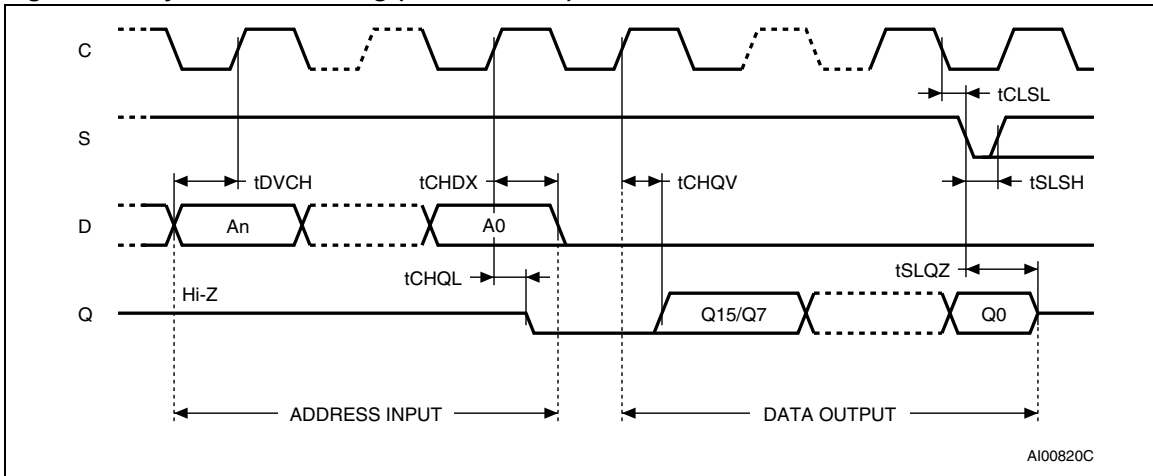 C
tCLSL
S
tDVCH
tCHDX
tCHQV
tSLSH
D
An
A0
tCHQL
tSLQZ
Hi-Z
Q
Q15/Q7
Q0
ADDRESS INPUT
DATA OUTPUT
AI00820C